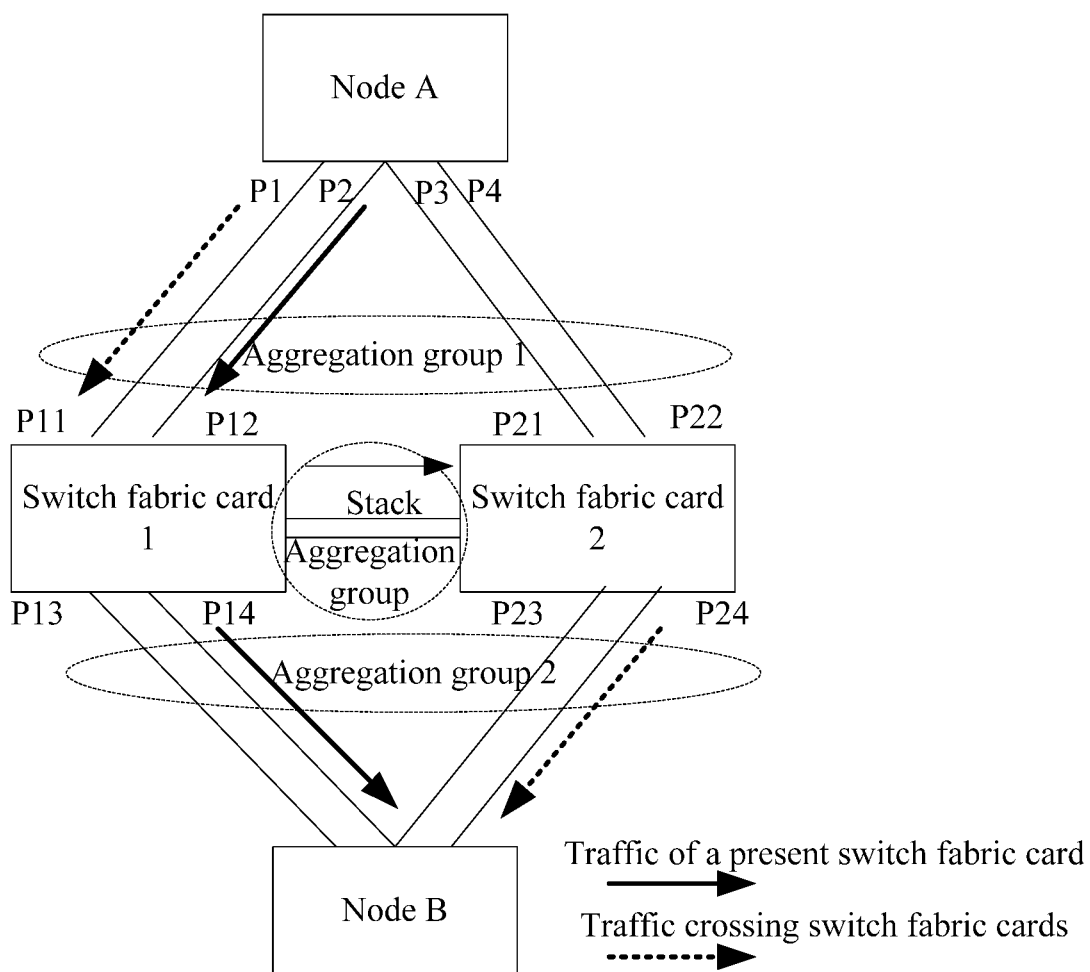 Node A
P1
P2
P3
P4
Aggregation group 1
P11
P12
P21
P22
Switch fabric card
1
Stack
Aggregation
group
Switch fabric card
2
P13
P14
P23
P24
Aggregation group 2
Node B
Traffic of a present switch fabric card
Traffic crossing switch fabric cards